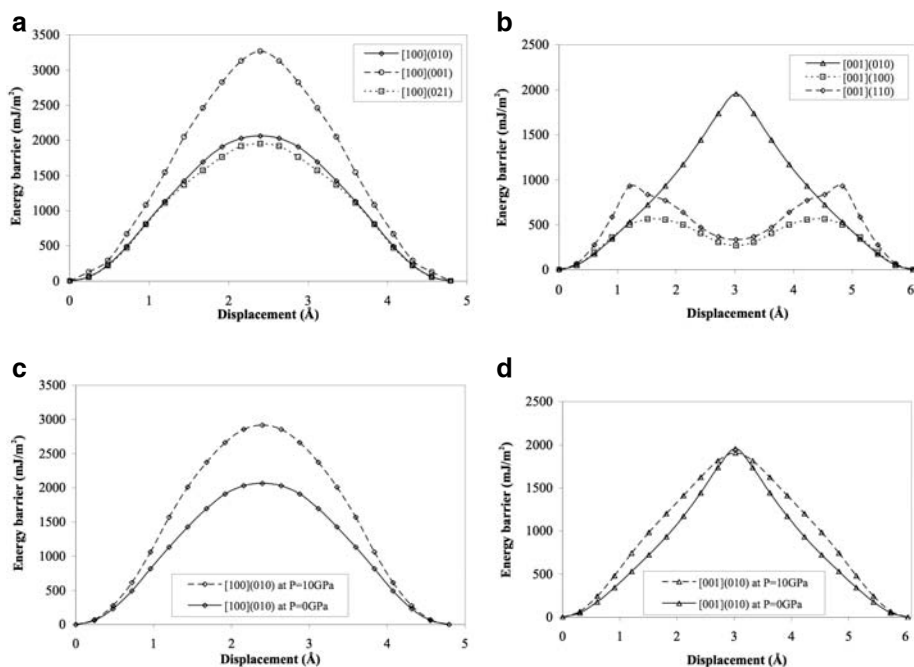 a
Energy barrier (mJ/m²)
3500
3000
2500
2000
1500
1000
500
0
[100](010)
[100](001)
[100](021)
0 1 2 3 4 5
Displacement (Å)
b
Energy barrier (mJ/m²)
2500
2000
1500
1000
500
0
[001](010)
[001](100)
[001](110)
0 1 2 3 4 5 6
Displacement (Å)
c
Energy barrier (mJ/m²)
3500
3000
2500
2000
1500
1000
500
0
[100](010) at P=10GPa
[100](010) at P=0GPa
0 1 2 3 4 5
Displacement (Å)
d
Energy barrier (mJ/m²)
2500
2000
1500
1000
500
0
[001](010) at P=10GPa
[001](010) at P=0GPa
0 1 2 3 4 5 6
Displacement (Å)